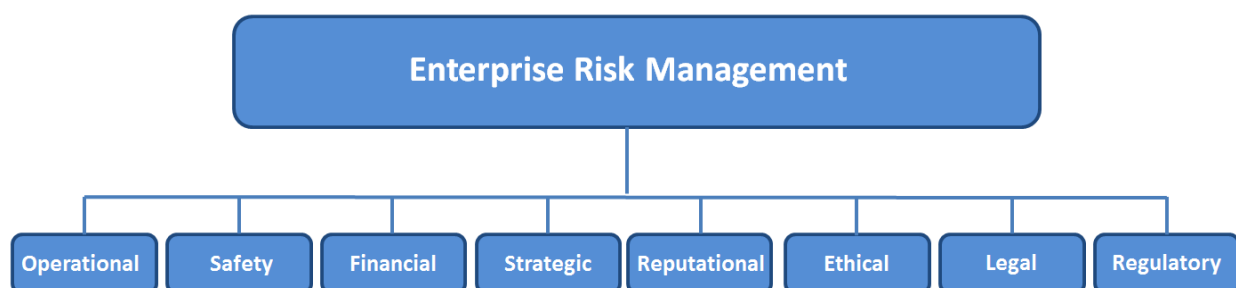 Enterprise Risk Management
Operational
Safety
Financial
Strategic
Reputational
Ethical
Legal
Regulatory